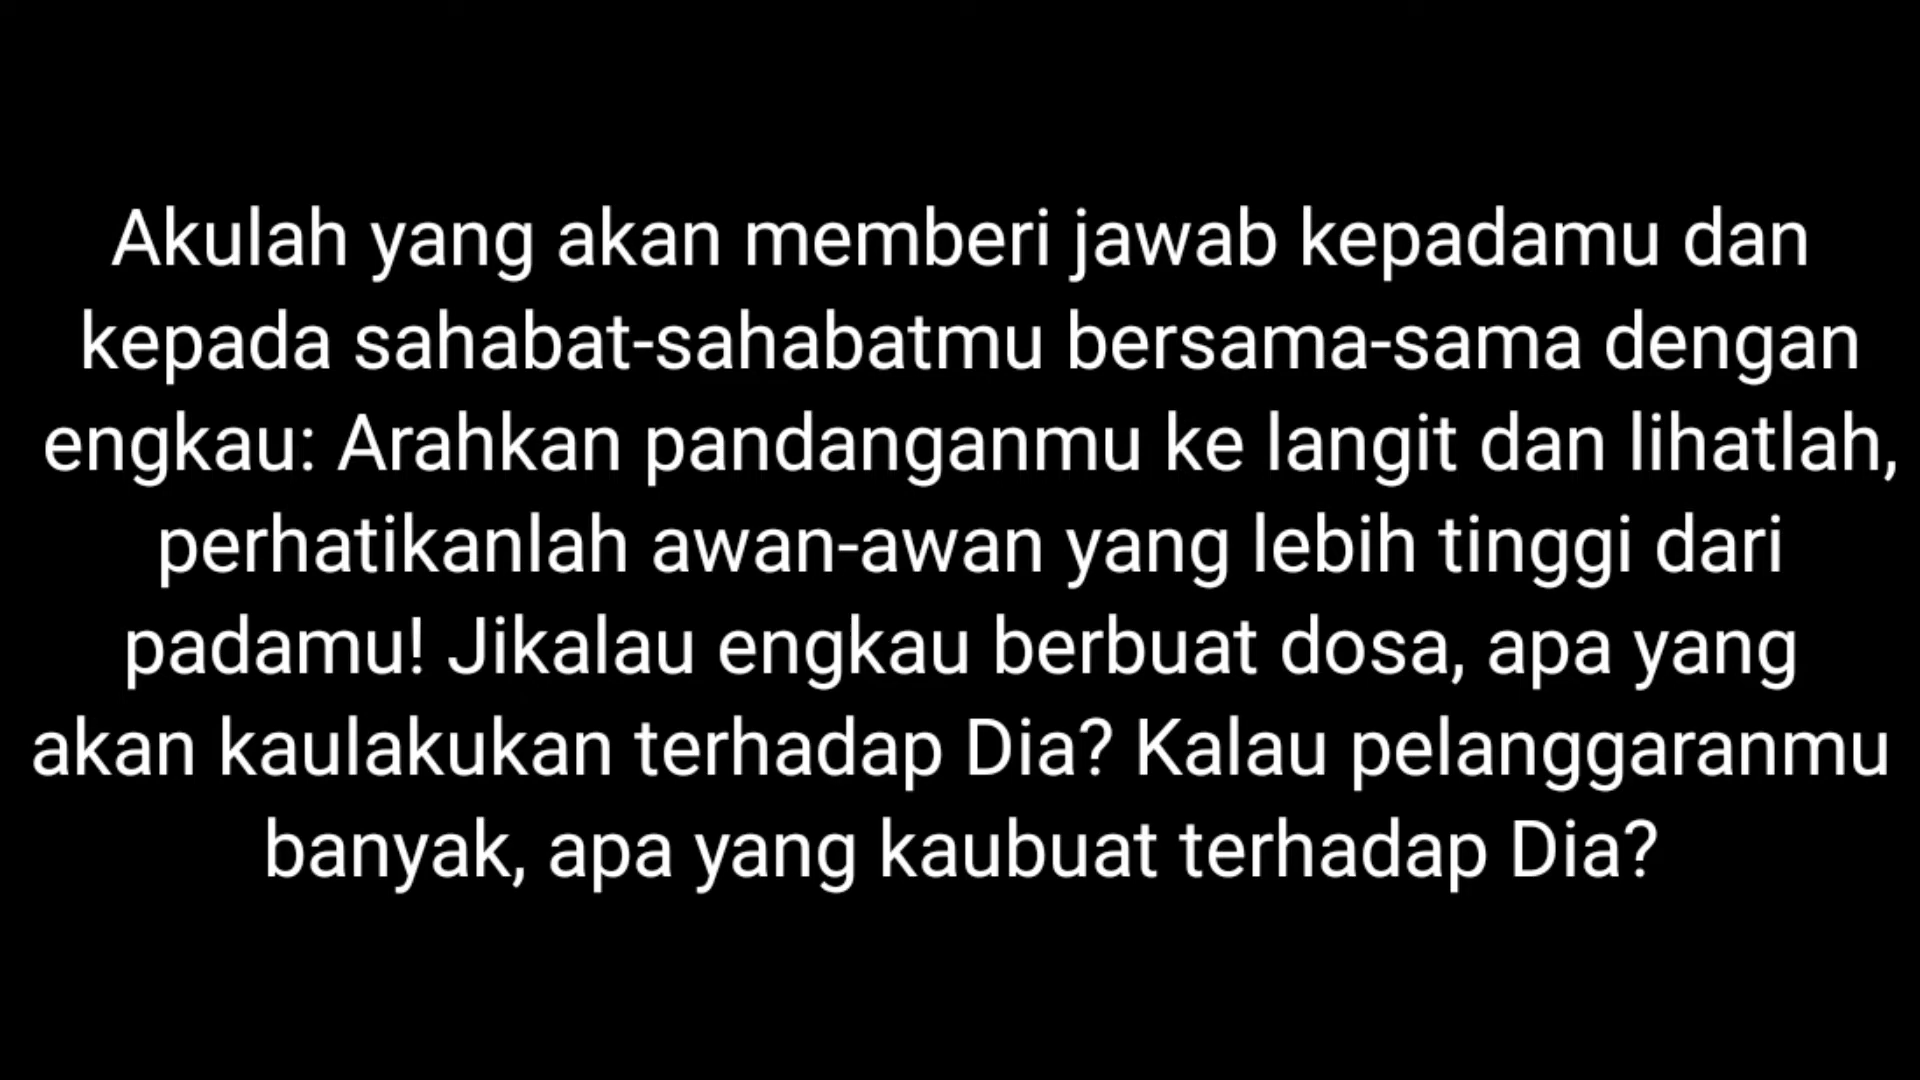 Akulah yang akan memberi jawab kepadamu dan
kepada sahabat-sahabatmu bersama-sama dengan
engkau: Arahkan pandanganmu ke langit dan lihatlah,
perhatikanlah awan-awan yang lebih tinggi dari
padamu! Jikalau engkau berbuat dosa, apa yang
akan kaulakukan terhadap Dia? Kalau pelanggaranmu
banyak, apa yang kaubuat terhadap Dia?